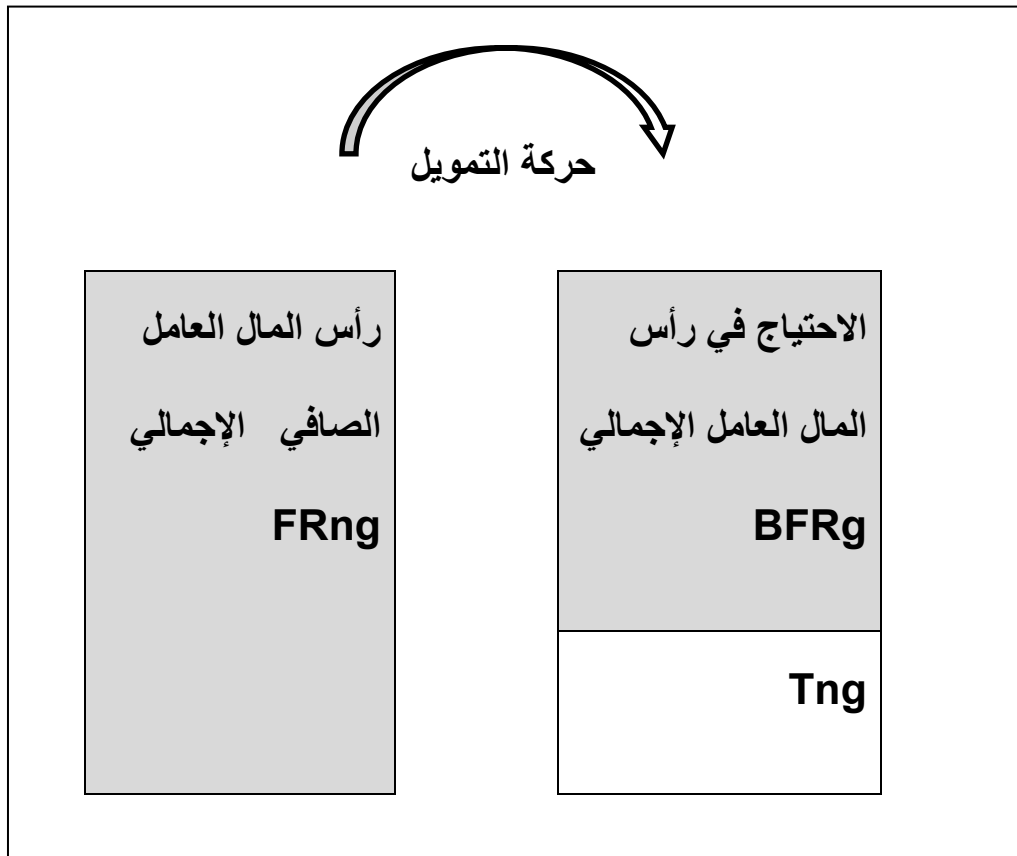 حركة التمويل
الاحتياج في رأس
المال العامل الإجمالي
BFRg
Tng
رأس المال العامل
الصافي الإجمالي
FRng